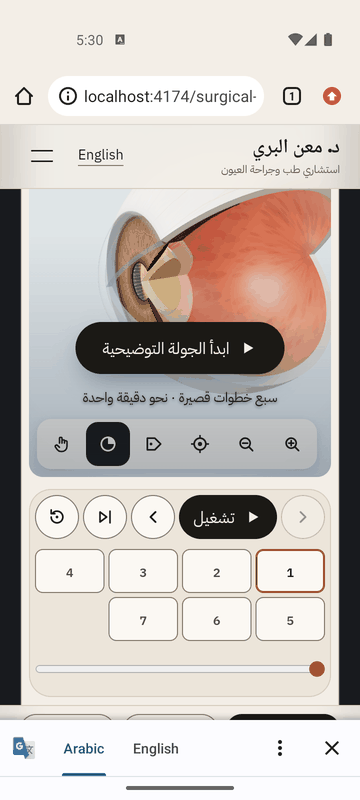 5:30
A
localhost:4174/surgical-
1
English
د. معن البري
استشاري طب وجراحة العيون
ابدأ الجولة التوضيحية
سبع خطوات قصيرة · نحو دقيقة واحدة
تشغيل
1 2 3 4
5 6 7
Arabic English